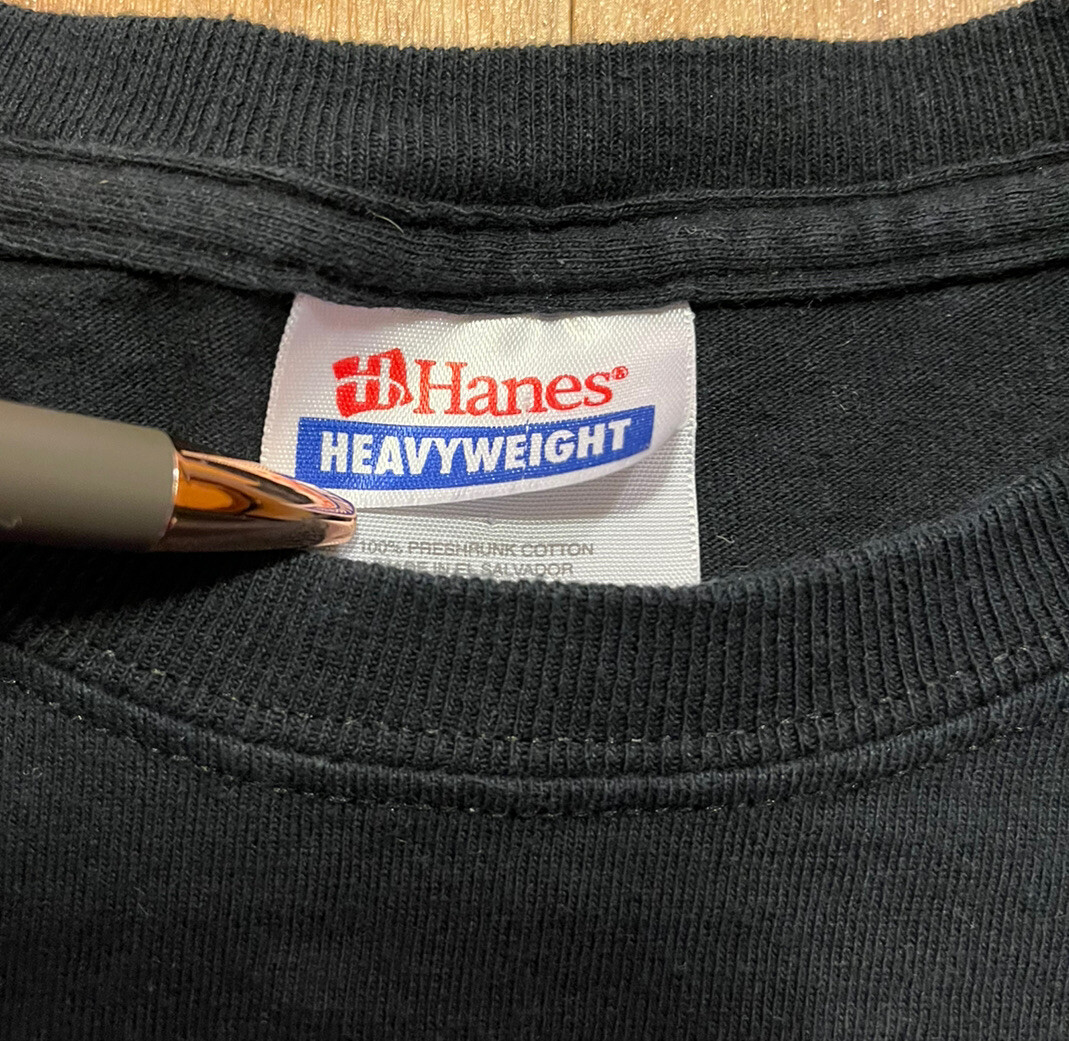 Hanes®
HEAVYWEIGHT
100% PRESHRUNK COTTON
IN EL SALVADOR